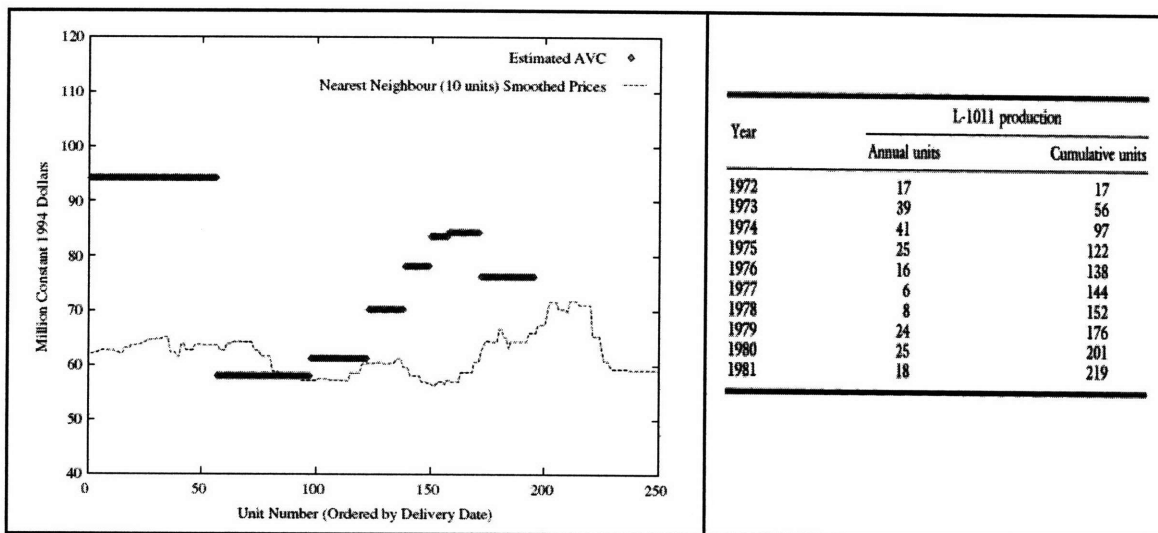 120
110
100
90
80
70
60
50
40
Million Constant 1994 Dollars
Estimated AVC
Nearest Neighbour (10 units) Smoothed Prices
0 50 100 150 200 250
Unit Number (Ordered by Delivery Date)
L-1011 production
Year
Annual units Cumulative units
1972 17 17
1973 39 56
1974 41 97
1975 25 122
1976 16 138
1977 6 144
1978 8 152
1979 24 176
1980 25 201
1981 18 219